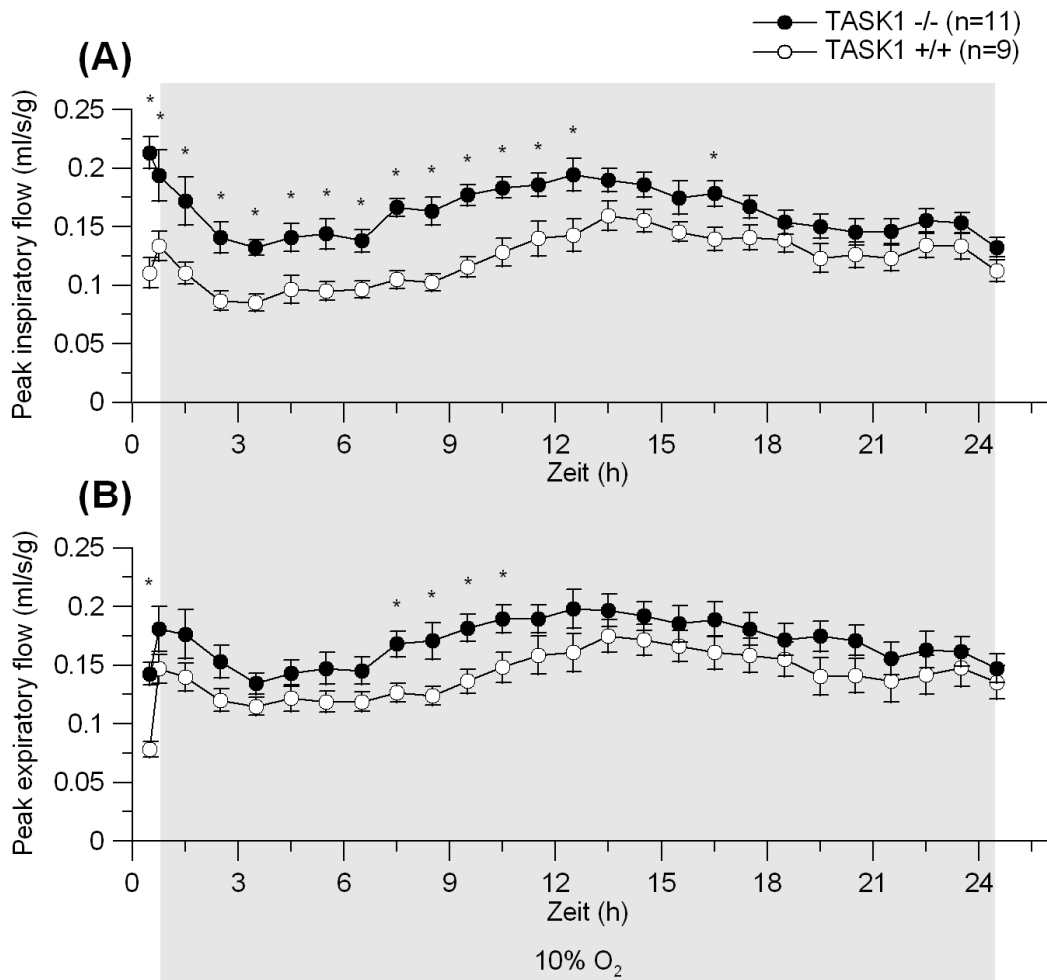 TASK1 -/- (n=11)
TASK1 +/+ (n=9)
(A)
* * * * * * * * * * * * * *
Peak inspiratory flow (ml/s/g)
0.25
0.2
0.15
0.1
0.05
0
0 3 6 9 12 15 18 21 24
Zeit (h)
(B)
* * * * *
Peak expiratory flow (ml/s/g)
0.25
0.2
0.15
0.1
0.05
0
0 3 6 9 12 15 18 21 24
Zeit (h)
10% O₂